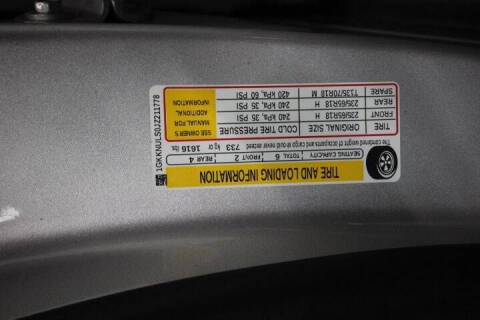 TIRE AND LOADING INFORMATION
SEATING CAPACITY TOTAL 6 FRONT 2 REAR 4
The combined weight of occupants and cargo should never exceed 733 kg or 1616 lbs
TIRE ORIGINAL SIZE COLD TIRE PRESSURE
FRONT 235/65R18 H 240 kPa, 35 PSI
REAR 235/65R18 H 240 kPa, 35 PSI
SPARE T135/70R18 M 420 kPa, 60 PSI
SEE OWNER'S
MANUAL FOR
ADDITIONAL
INFORMATION
1GKKNULS0JZ211778